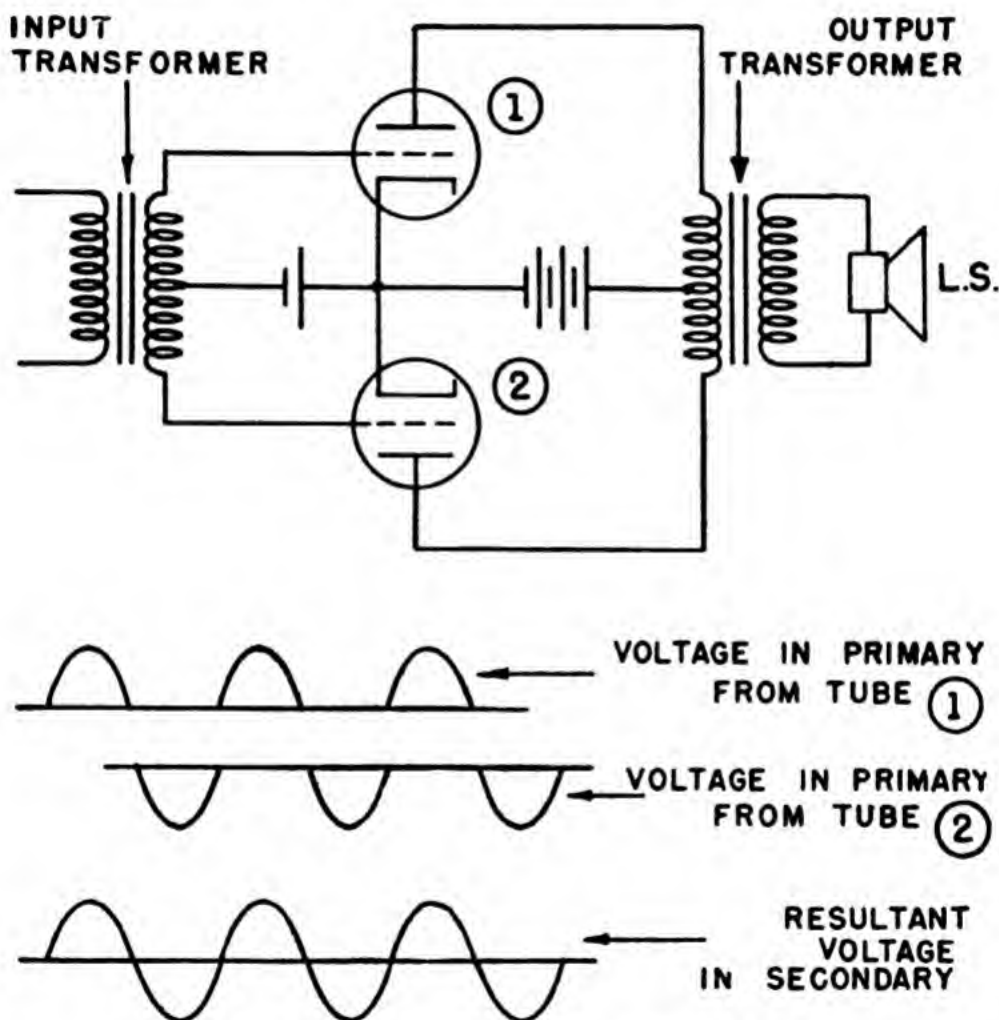 INPUT
TRANSFORMER
OUTPUT
TRANSFORMER
1
2
L.S.
VOLTAGE IN PRIMARY
FROM TUBE 1
VOLTAGE IN PRIMARY
FROM TUBE 2
RESULTANT
VOLTAGE
IN SECONDARY